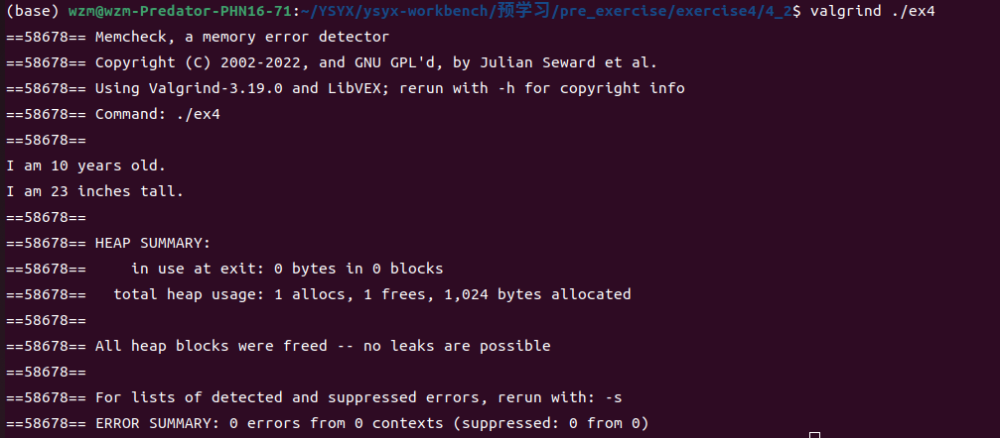 (base) wzm@wzm-Predator-PHN16-71:~/YSYX/ysyx-workbench/预学习/pre_exercise/exercise4/4_2$ valgrind ./ex4
==58678== Memcheck, a memory error detector
==58678== Copyright (C) 2002-2022, and GNU GPL'd, by Julian Seward et al.
==58678== Using Valgrind-3.19.0 and LibVEX; rerun with -h for copyright info
==58678== Command: ./ex4
==58678==
I am 10 years old.
I am 23 inches tall.
==58678==
==58678== HEAP SUMMARY:
==58678==     in use at exit: 0 bytes in 0 blocks
==58678==   total heap usage: 1 allocs, 1 frees, 1,024 bytes allocated
==58678==
==58678== All heap blocks were freed -- no leaks are possible
==58678==
==58678== For lists of detected and suppressed errors, rerun with: -s
==58678== ERROR SUMMARY: 0 errors from 0 contexts (suppressed: 0 from 0)